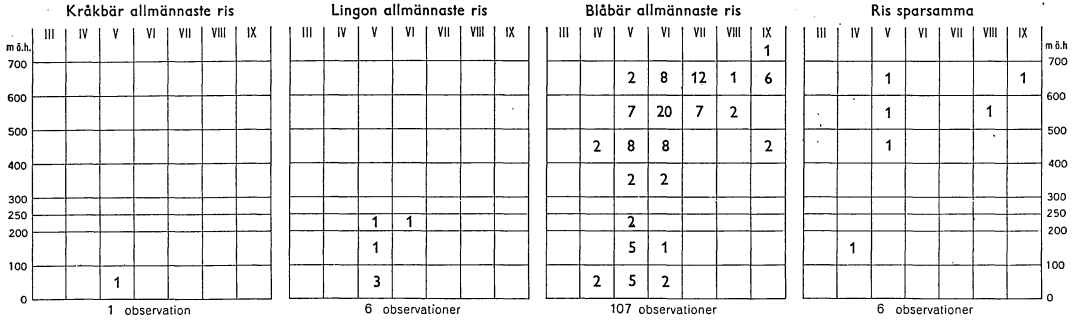 Kråkbär allmännaste ris Lingon allmännaste ris Blåbär allmännaste ris Ris sparsamma
m ö.h. III IV V VI VII VIII IX III IV V VI VII VIII IX III IV V VI VII VIII IX III IV V VI VII VIII IX m ö.h
1
700 700
2 8 12 1 6 1 1
600 600
7 20 7 2 1 1
500 500
2 8 8 2 1
400 400
2 2
300 300
250 250
1 1 2
200 200
1 5 1 1
100 100
1 3 2 5 2
0 0
1 observation 6 observationer 107 observationer 6 observationer